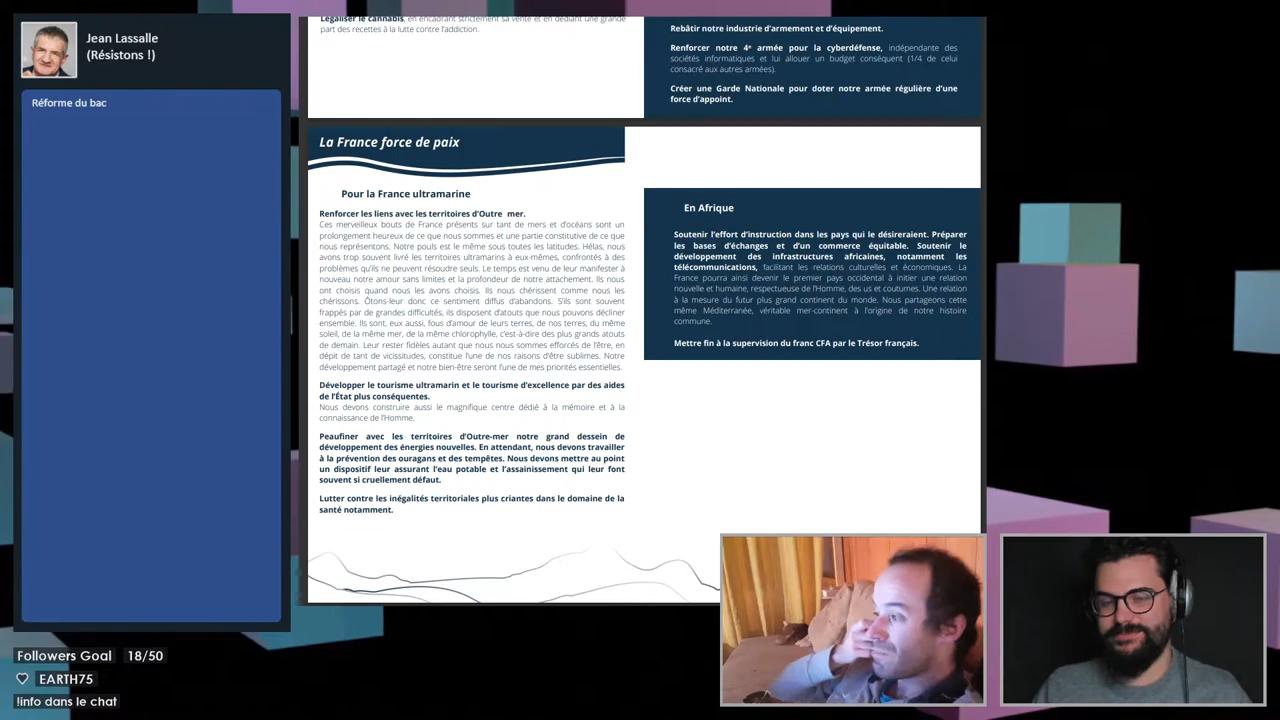 Jean Lassalle
(Résistons !)
Réforme du bac
Légaliser le cannabis, en encadrant strictement sa vente et en dédiant une grande
part des recettes à la lutte contre l'addiction.
Rebâtir notre industrie d'armement et d'équipement.
Renforcer notre 4e armée pour la cyberdéfense, indépendante des
sociétés informatiques et lui allouer un budget conséquent (1/4 de celui
consacré aux autres armées).
Créer une Garde Nationale pour doter notre armée régulière d'une
force d'appoint.
La France force de paix
Pour la France ultramarine
Renforcer les liens avec les territoires d'Outre mer.
Ces merveilleux bouts de France présents sur tant de mers et d'océans sont un
prolongement heureux de ce que nous sommes et une partie constitutive de ce que
nous représentons. Notre pouls est le même sous toutes les latitudes. Hélas, nous
avons trop souvent livré les territoires ultramarins à eux-mêmes, confrontés à des
problèmes qu'ils ne peuvent résoudre seuls. Le temps est venu de leur manifester à
nouveau notre amour sans limites et la profondeur de notre attachement. Ils nous
ont choisis quand nous les avons choisis. Ils nous chérissent comme nous les
chérissons. Ôtons-leur donc ce sentiment diffus d'abandons. S'ils sont souvent
frappés par de grandes difficultés, ils disposent d'atouts que nous pouvons décliner
ensemble. Ils sont, eux aussi, fous d'amour de leurs terres, de nos terres, du même
soleil, de la même mer, de la même chlorophylle, c'est-à-dire des plus grands atouts
de demain. Leur rester fidèles autant que nous nous sommes efforcés de l'être, en
dépit de tant de vicissitudes, constitue l'une de nos raisons d'être sublimes. Notre
développement partagé et notre bien-être seront l'une de mes priorités essentielles.
Développer le tourisme ultramarin et le tourisme d'excellence par des aides
de l'État plus conséquentes.
Nous devons construire aussi le magnifique centre dédié à la mémoire et à la
connaissance de l'Homme.
Peaufiner avec les territoires d'Outre-mer notre grand dessein de
développement des énergies nouvelles. En attendant, nous devons travailler
à la prévention des ouragans et des tempêtes. Nous devons mettre au point
un dispositif leur assurant l'eau potable et l'assainissement qui leur font
souvent si cruellement défaut.
Lutter contre les inégalités territoriales plus criantes dans le domaine de la
santé notamment.
En Afrique
Soutenir l'effort d'instruction dans les pays qui le désireraient. Préparer
les bases d'échanges et d'un commerce équitable. Soutenir le
développement des infrastructures africaines, notamment les
télécommunications, facilitant les relations culturelles et économiques. La
France pourra ainsi devenir le premier pays occidental à initier une relation
nouvelle et humaine, respectueuse de l'Homme, des us et coutumes. Une relation
à la mesure du futur plus grand continent du monde. Nous partageons cette
même Méditerranée, véritable mer-continent à l'origine de notre histoire
commune.
Mettre fin à la supervision du franc CFA par le Trésor français.
Followers Goal 18/50
EARTH75
!info dans le chat